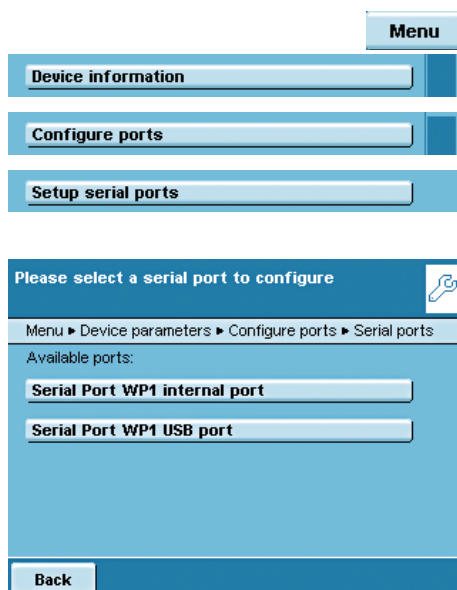 Menu
Device information
Configure ports
Setup serial ports
Please select a serial port to configure
Menu ▸ Device parameters ▸ Configure ports ▸ Serial ports
Available ports:
Serial Port WP1 internal port
Serial Port WP1 USB port
Back